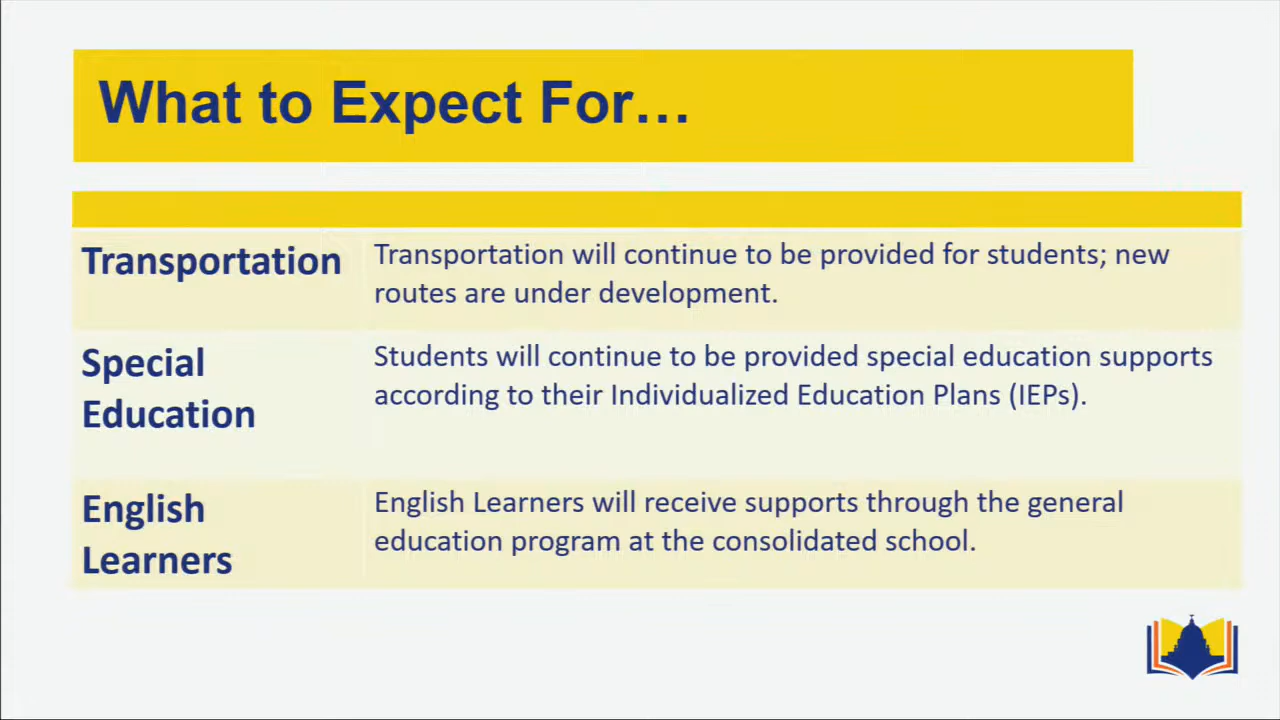 What to Expect For…
Transportation
Transportation will continue to be provided for students; new
routes are under development.
Special
Education
Students will continue to be provided special education supports
according to their Individualized Education Plans (IEPs).
English
Learners
English Learners will receive supports through the general
education program at the consolidated school.